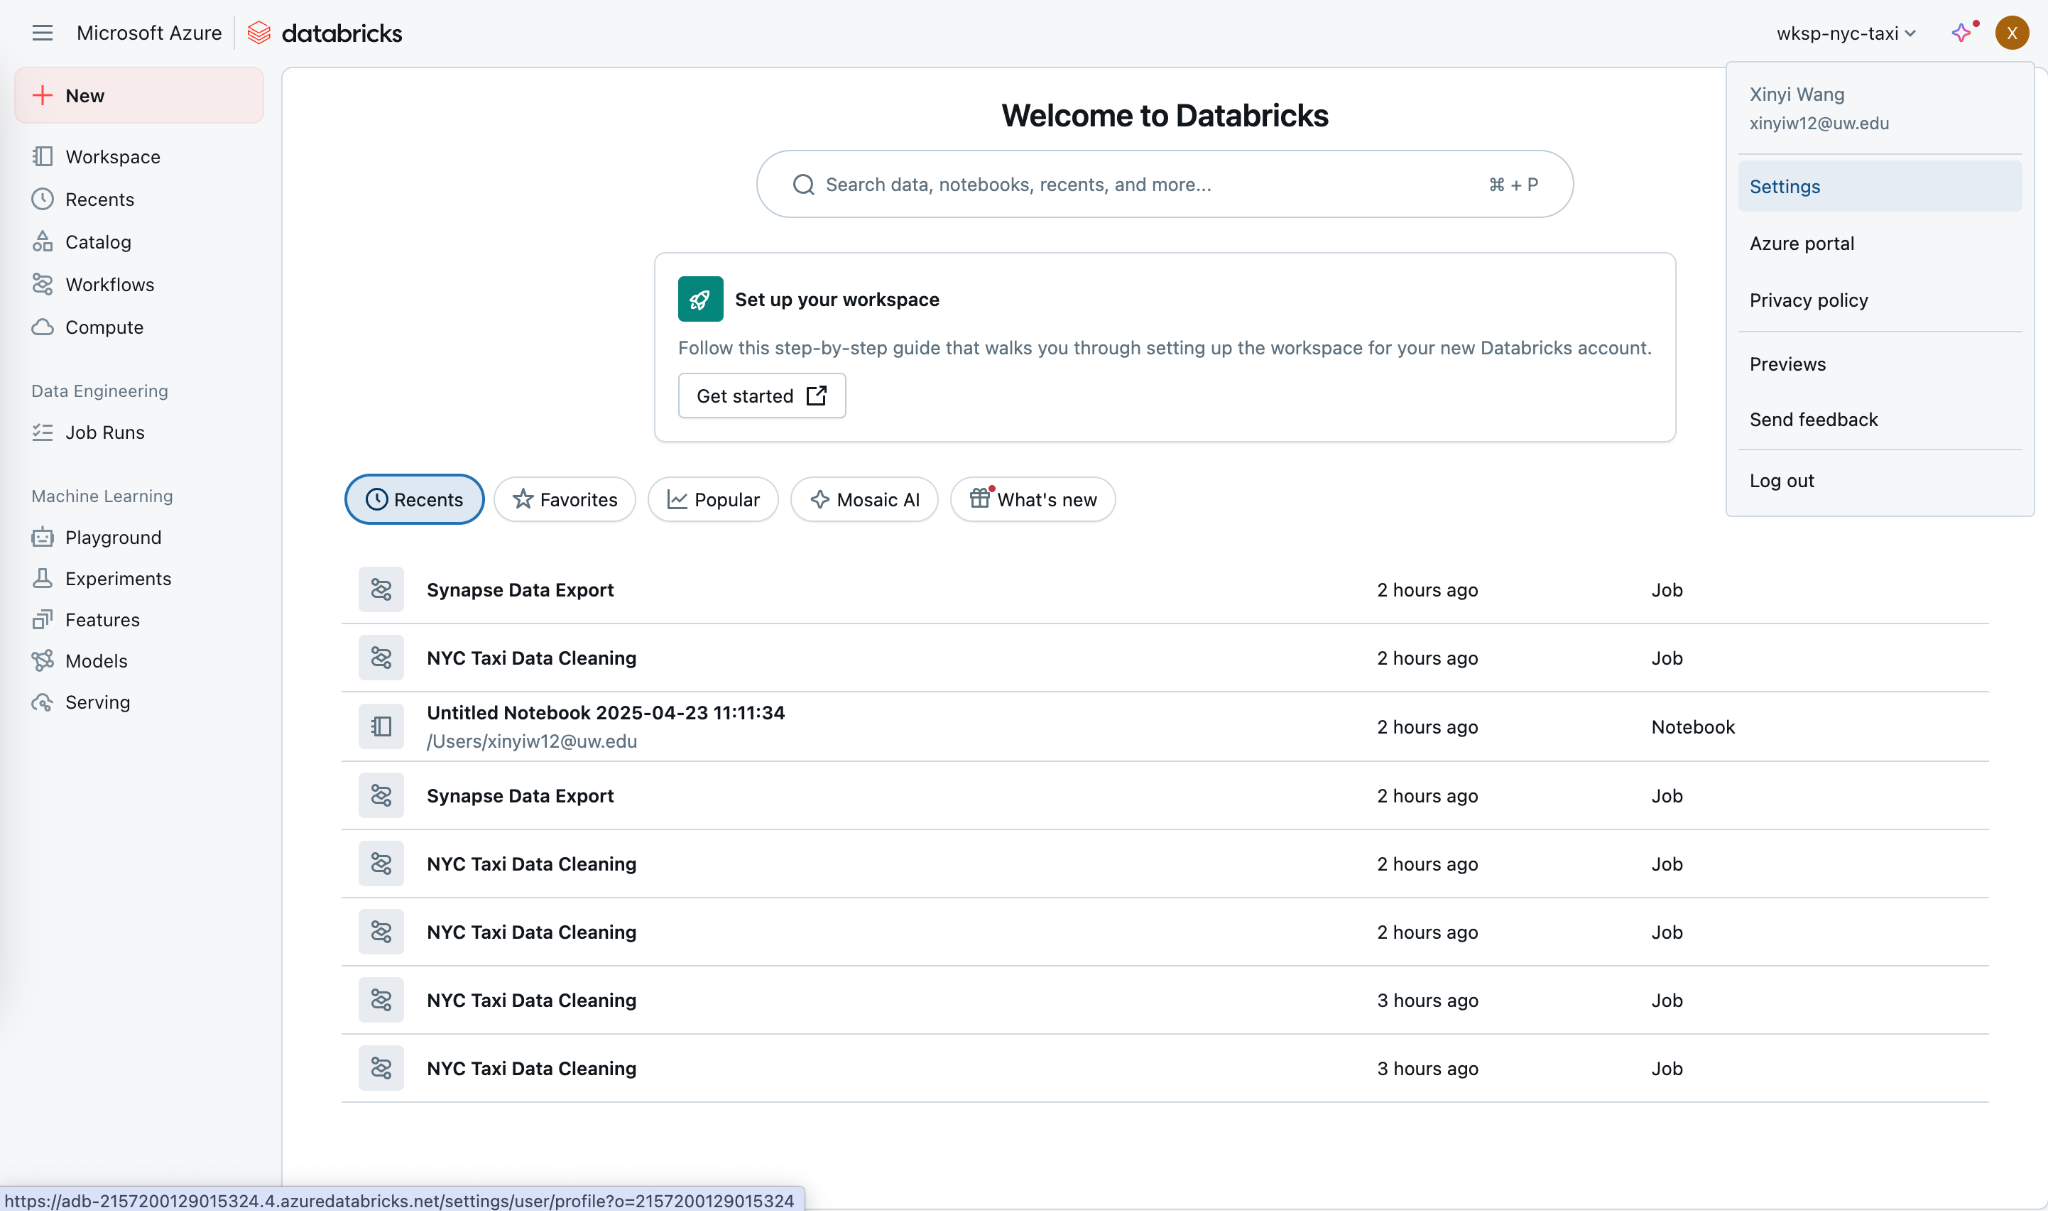 Microsoft Azure
databricks
wksp-nyc-taxi
X
New
Workspace
Recents
Catalog
Workflows
Compute
Data Engineering
Job Runs
Machine Learning
Playground
Experiments
Features
Models
Serving
Welcome to Databricks
Search data, notebooks, recents, and more...
⌘ + P
Set up your workspace
Follow this step-by-step guide that walks you through setting up the workspace for your new Databricks account.
Get started
Recents
Favorites
Popular
Mosaic AI
What's new
Synapse Data Export 2 hours ago Job
NYC Taxi Data Cleaning 2 hours ago Job
Untitled Notebook 2025-04-23 11:11:34
/Users/xinyiw12@uw.edu
2 hours ago Notebook
Synapse Data Export 2 hours ago Job
NYC Taxi Data Cleaning 2 hours ago Job
NYC Taxi Data Cleaning 2 hours ago Job
NYC Taxi Data Cleaning 3 hours ago Job
NYC Taxi Data Cleaning 3 hours ago Job
Xinyi Wang
xinyiw12@uw.edu
Settings
Azure portal
Privacy policy
Previews
Send feedback
Log out
https://adb-2157200129015324.4.azuredatabricks.net/settings/user/profile?o=2157200129015324